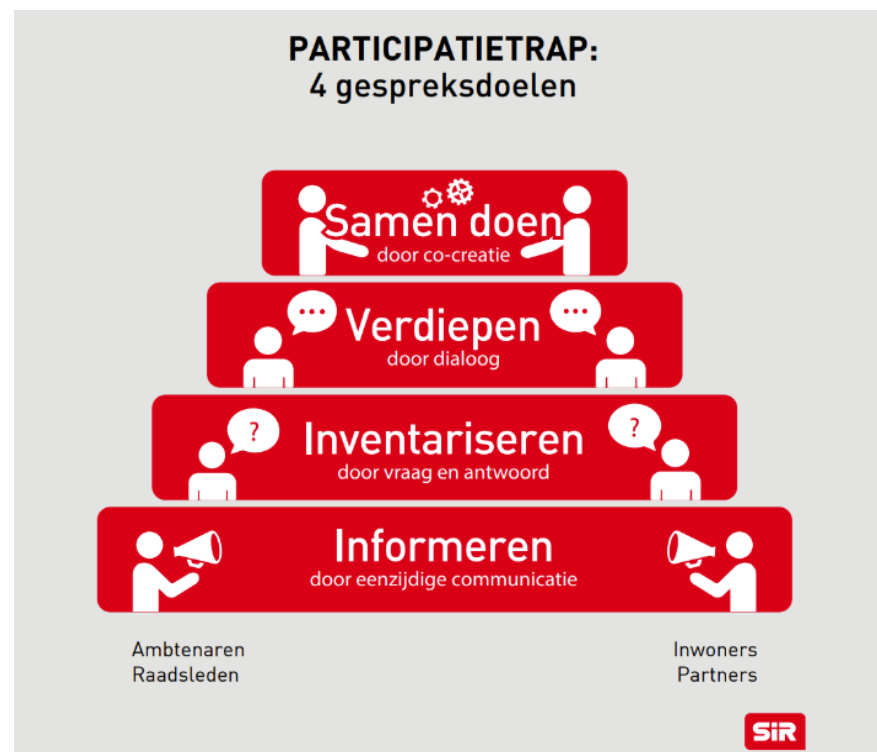 PARTICIPATIETRAP:
4 gespreksdoelen
Samen doen
door co-creatie
...
...
Verdiepen
door dialoog
?
?
Inventariseren
door vraag en antwoord
Informeren
door eenzijdige communicatie
Ambtenaren
Raadsleden
Inwoners
Partners
SiR